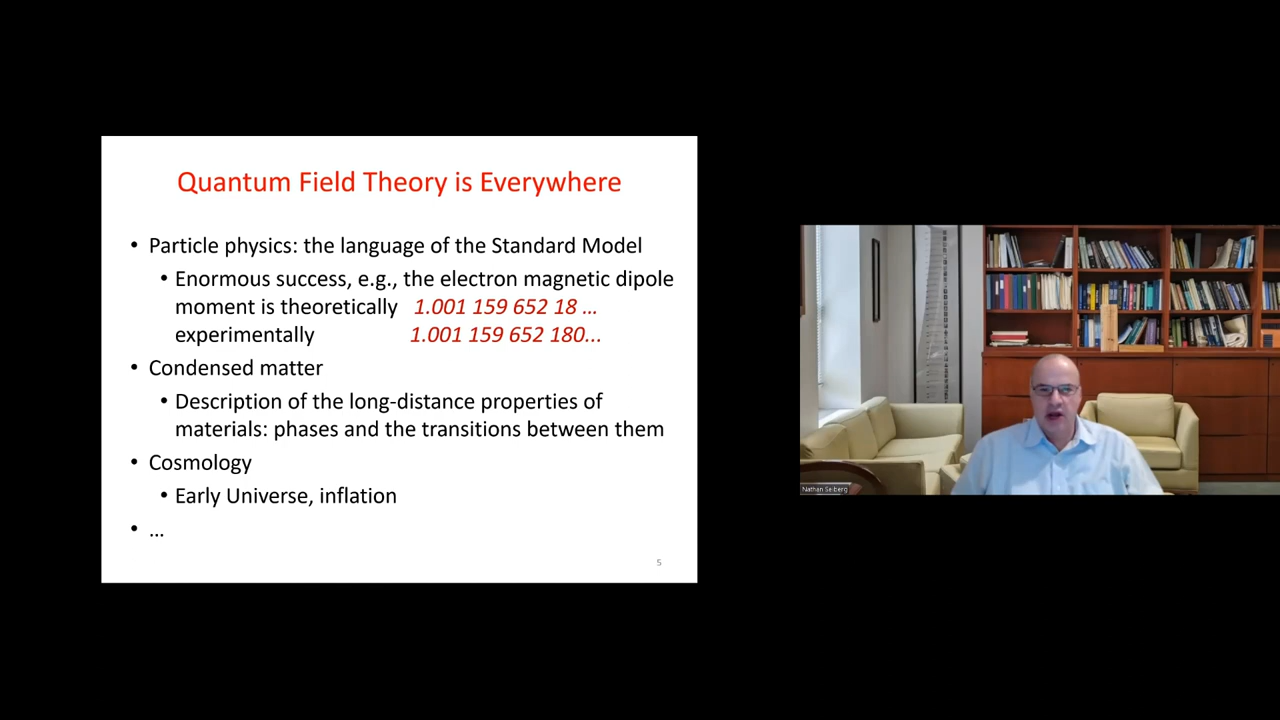 Quantum Field Theory is Everywhere
• Particle physics: the language of the Standard Model
• Enormous success, e.g., the electron magnetic dipole
moment is theoretically 1.001 159 652 18 …
experimentally 1.001 159 652 180...
• Condensed matter
• Description of the long-distance properties of
materials: phases and the transitions between them
• Cosmology
• Early Universe, inflation
• …
5
Nathan Seiberg